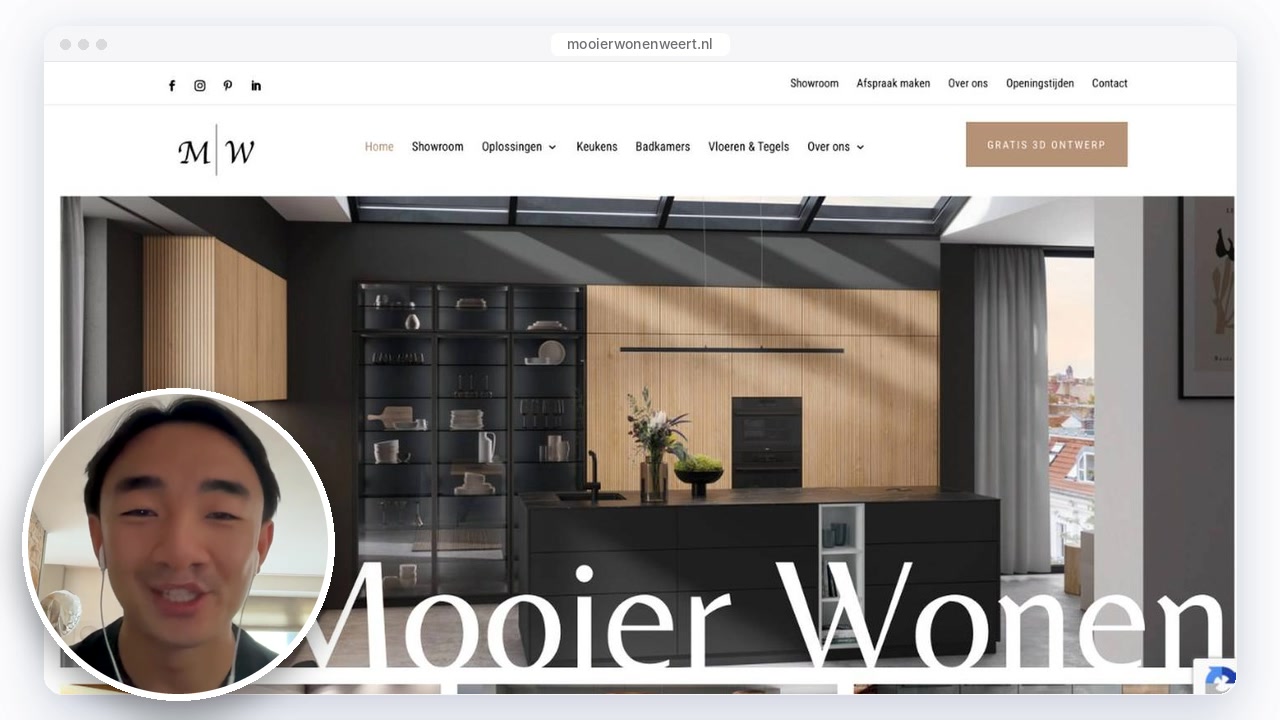 mooierwonenweert.nl
Showroom Afspraak maken Over ons Openingstijden Contact
M W
Home Showroom Oplossingen Keukens Badkamers Vloeren & Tegels Over ons
GRATIS 3D ONTWERP
Mooier Wonen